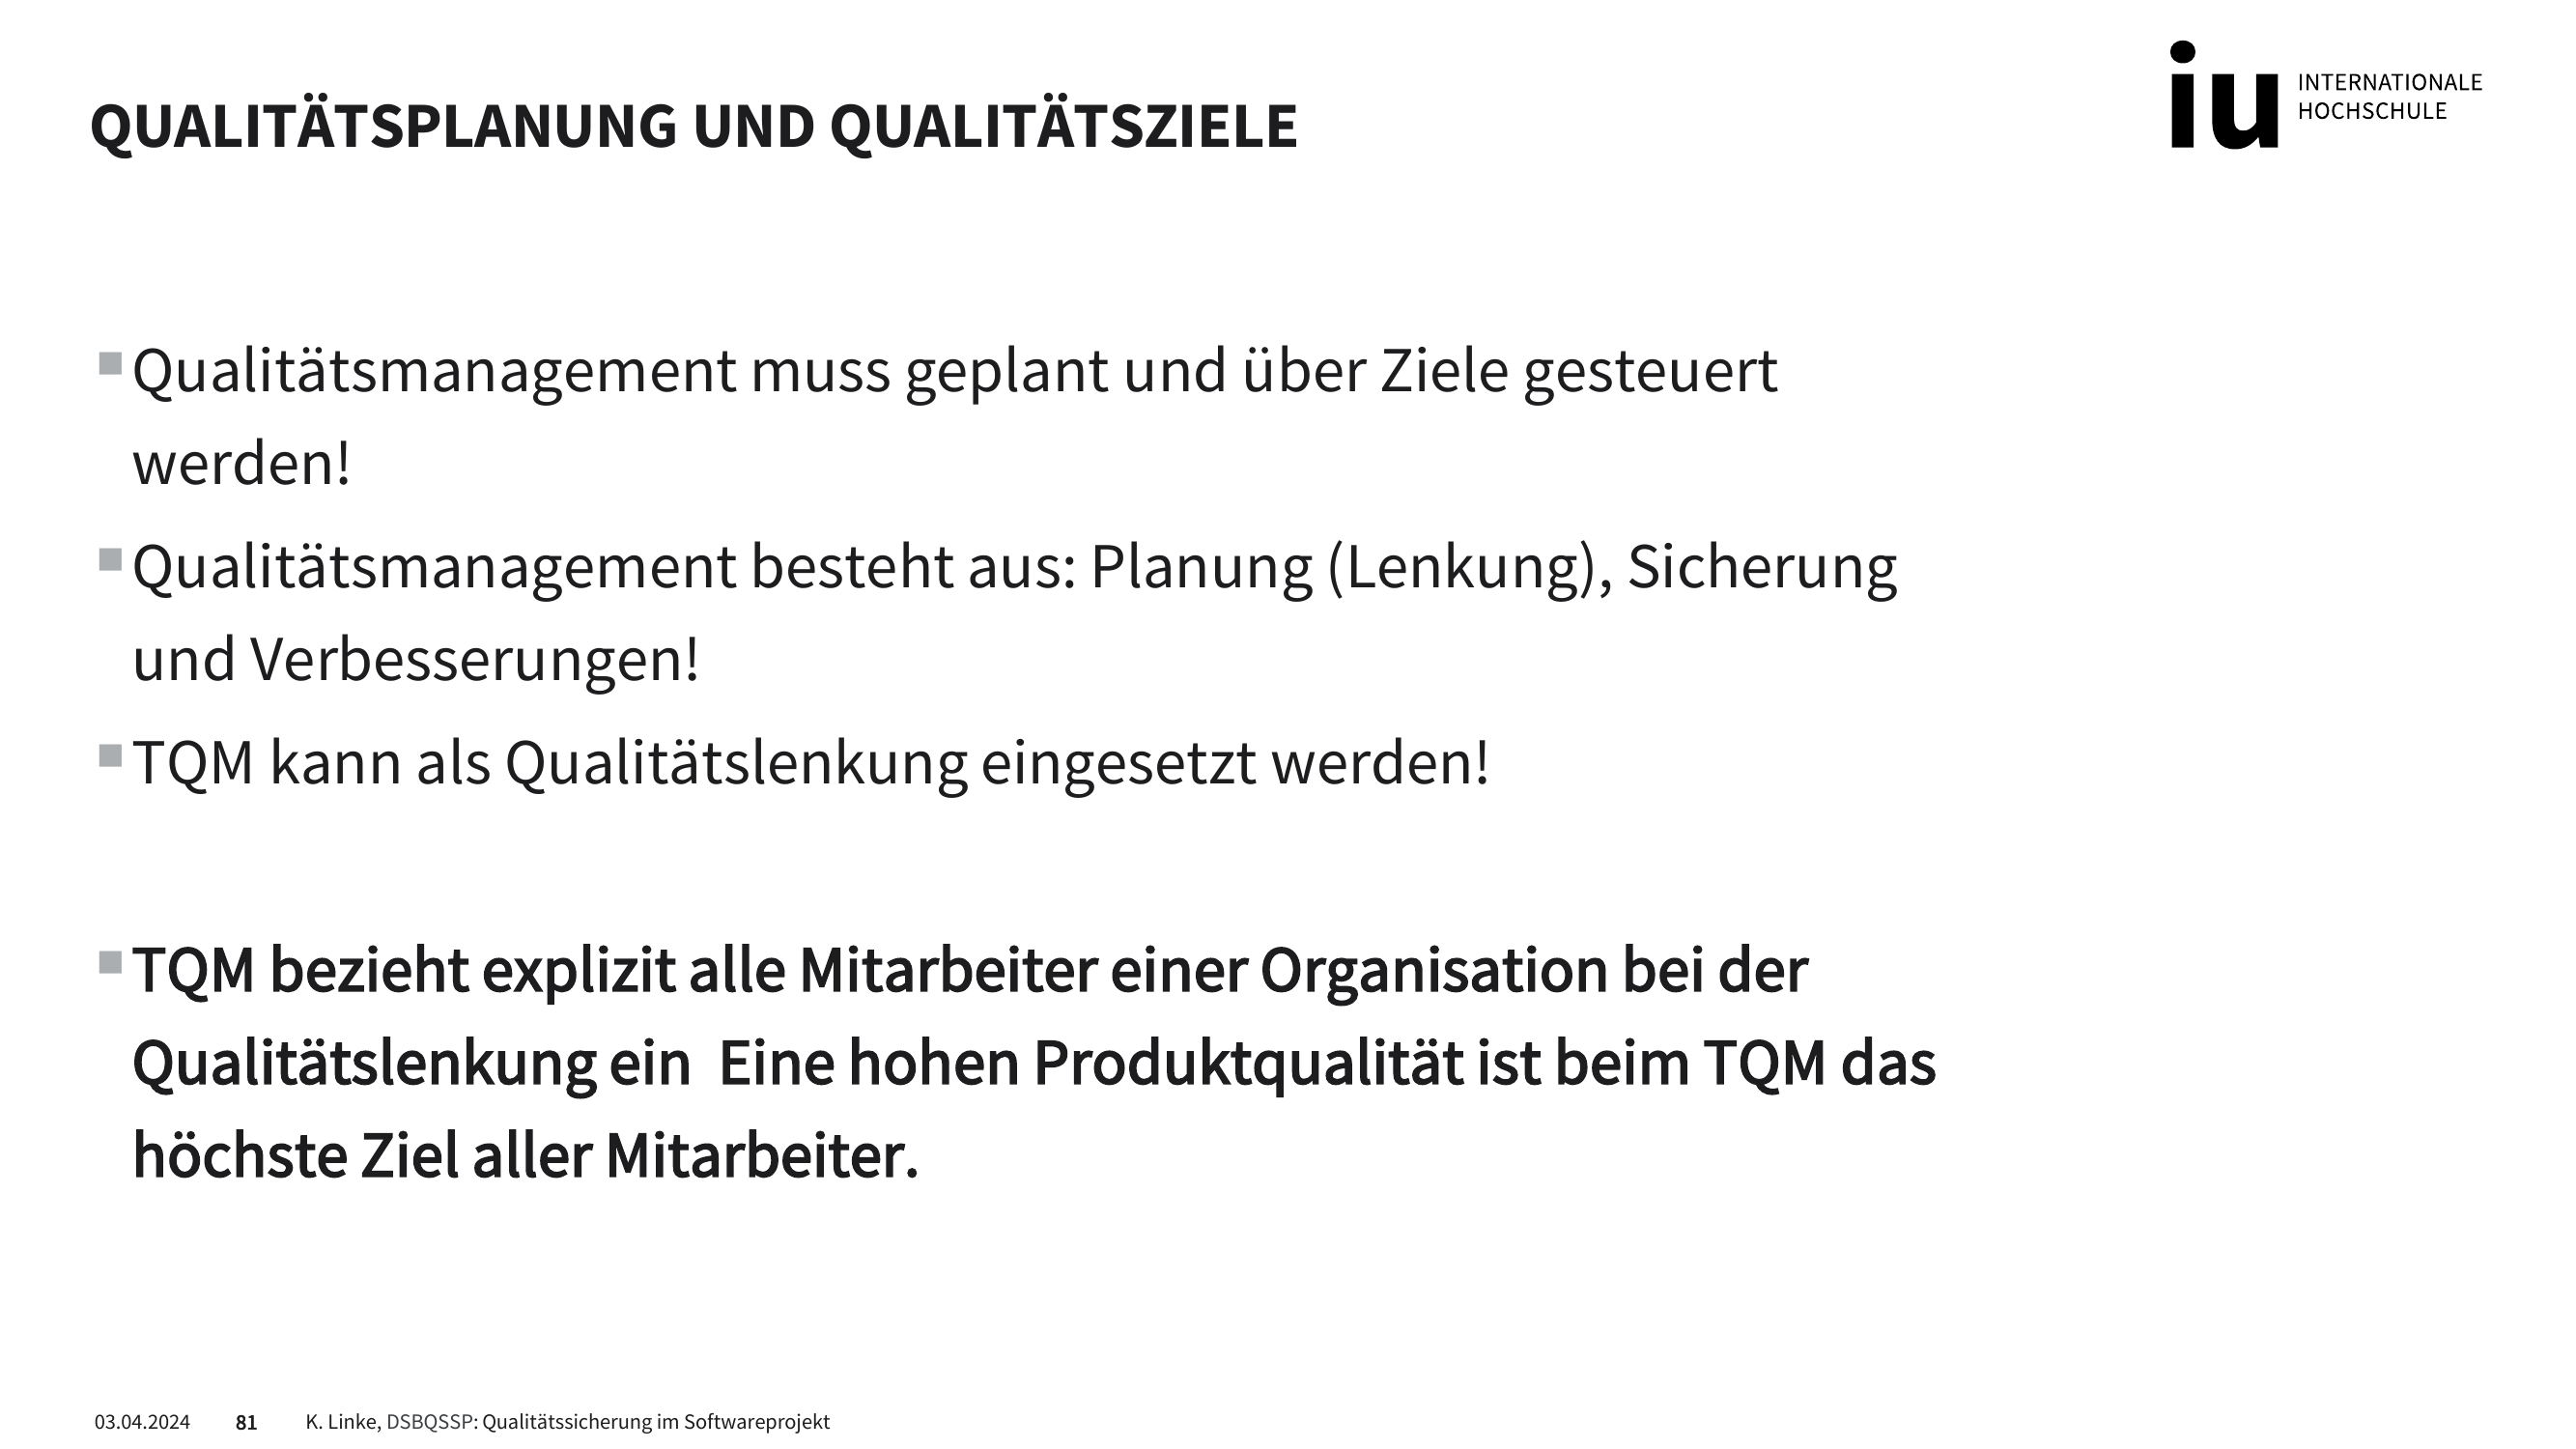 QUALITÄTSPLANUNG UND QUALITÄTSZIELE
iu INTERNATIONALE
HOCHSCHULE
Qualitätsmanagement muss geplant und über Ziele gesteuert
werden!
Qualitätsmanagement besteht aus: Planung (Lenkung), Sicherung
und Verbesserungen!
TQM kann als Qualitätslenkung eingesetzt werden!
TQM bezieht explizit alle Mitarbeiter einer Organisation bei der
Qualitätslenkung ein  Eine hohen Produktqualität ist beim TQM das
höchste Ziel aller Mitarbeiter.
03.04.2024 81 K. Linke, DSBQSSP: Qualitätssicherung im Softwareprojekt